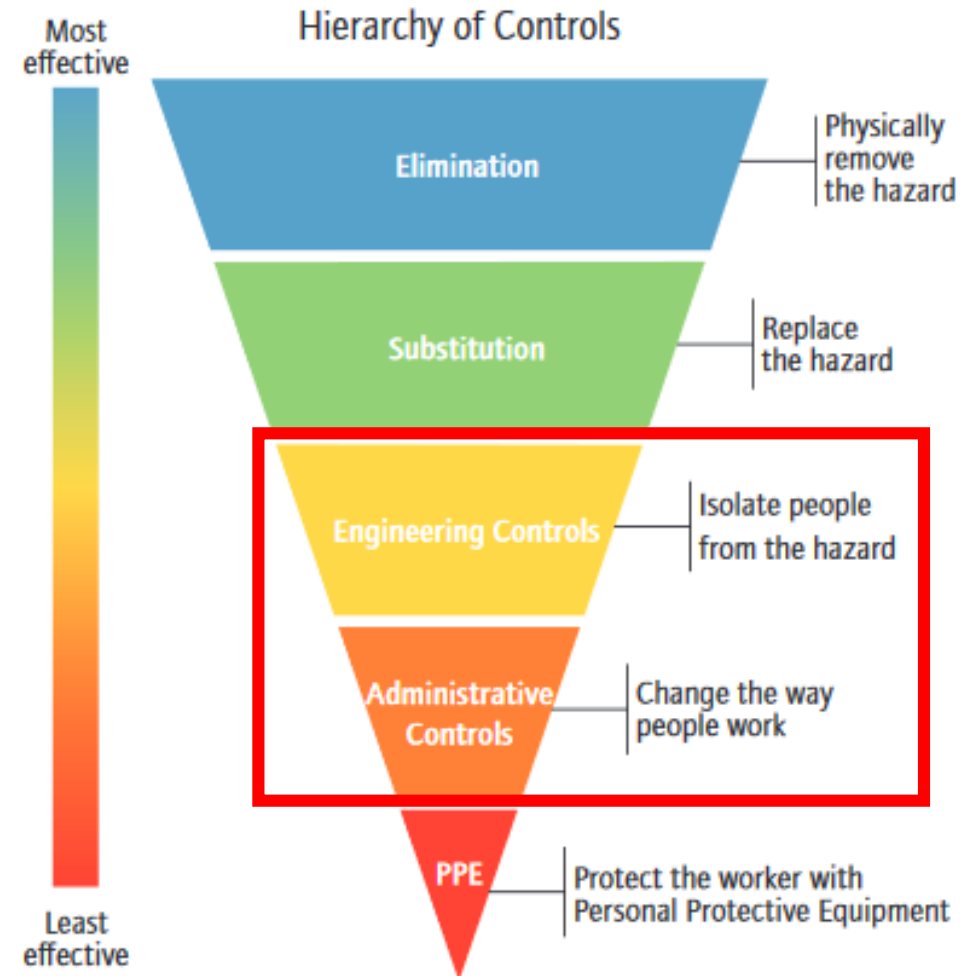 Hierarchy of Controls
Most
effective
Elimination
Physically
remove
the hazard
Substitution
Replace
the hazard
Engineering Controls
Isolate people
from the hazard
Administrative
Controls
Change the way
people work
PPE
Protect the worker with
Personal Protective Equipment
Least
effective